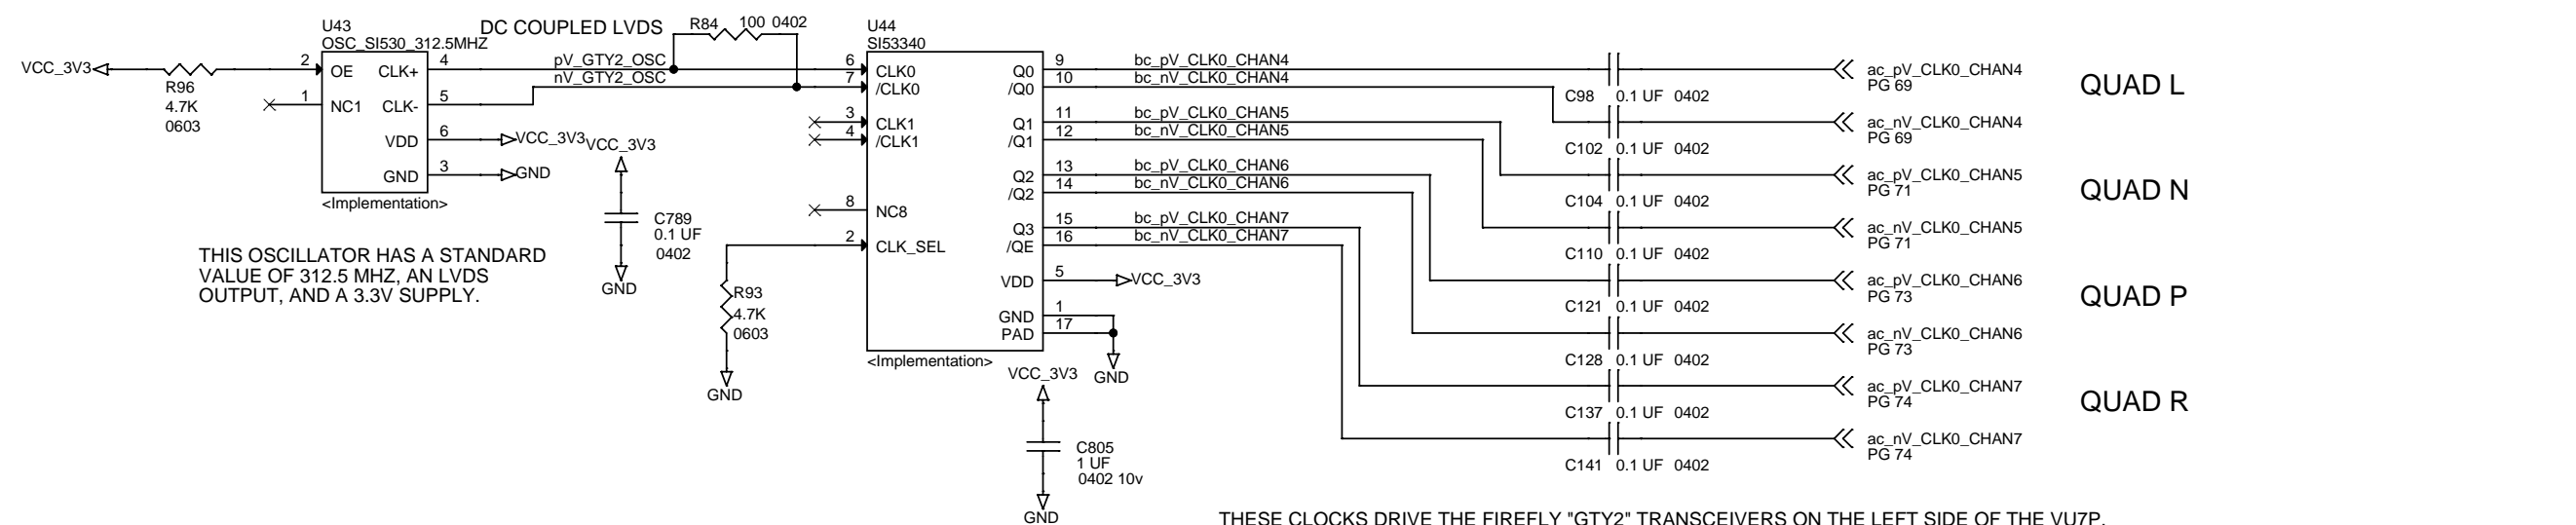 U43
OSC_SI530_312.5MHZ
DC COUPLED LVDS
R84
100 0402
U44
SI53340
VCC_3V3
R96
4.7K
0603
2
OE
CLK+
4
pV_GTY2_OSC
nV_GTY2_OSC
1
NC1
CLK-
5
VDD
6
VCC_3V3
GND
3
GND
<Implementation>
VCC_3V3
C789
0.1 UF
0402
GND
THIS OSCILLATOR HAS A STANDARD
VALUE OF 312.5 MHZ, AN LVDS
OUTPUT, AND A 3.3V SUPPLY.
6
CLK0
7
/CLK0
3
CLK1
4
/CLK1
8
NC8
2
CLK_SEL
R93
4.7K
0603
GND
Q0
9
bc_pV_CLK0_CHAN4
/Q0
10
bc_nV_CLK0_CHAN4
Q1
11
bc_pV_CLK0_CHAN5
/Q1
12
bc_nV_CLK0_CHAN5
Q2
13
bc_pV_CLK0_CHAN6
/Q2
14
bc_nV_CLK0_CHAN6
Q3
15
bc_pV_CLK0_CHAN7
/QE
16
bc_nV_CLK0_CHAN7
VDD
5
VCC_3V3
GND
1
PAD
17
GND
<Implementation>
VCC_3V3
C805
1 UF
0402 10v
GND
C98 0.1 UF 0402
C102 0.1 UF 0402
C104 0.1 UF 0402
C110 0.1 UF 0402
C121 0.1 UF 0402
C128 0.1 UF 0402
C137 0.1 UF 0402
C141 0.1 UF 0402
ac_pV_CLK0_CHAN4
PG 69
ac_nV_CLK0_CHAN4
PG 69
QUAD L
ac_pV_CLK0_CHAN5
PG 71
ac_nV_CLK0_CHAN5
PG 71
QUAD N
ac_pV_CLK0_CHAN6
PG 73
ac_nV_CLK0_CHAN6
PG 73
QUAD P
ac_pV_CLK0_CHAN7
PG 74
ac_nV_CLK0_CHAN7
PG 74
QUAD R
THESE CLOCKS DRIVE THE FIREFLY "GTY2" TRANSCEIVERS ON THE LEFT SIDE OF THE VU7P.